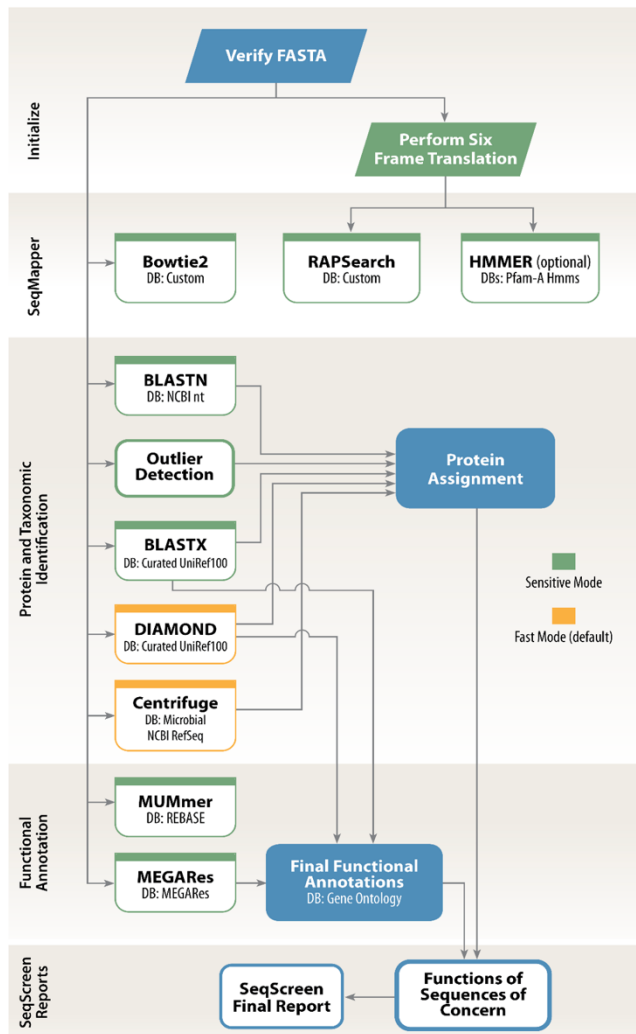 Initialize
Verify FASTA
Perform Six
Frame Translation
SeqMapper
Bowtie2
DB: Custom
RAPSearch
DB: Custom
HMMER (optional)
DBs: Pfam-A Hmms
Protein and Taxonomic
Identification
BLASTN
DB: NCBI nt
Outlier
Detection
BLASTX
DB: Curated UniRef100
DIAMOND
DB: Curated UniRef100
Centrifuge
DB: Microbial
NCBI RefSeq
Protein
Assignment
Sensitive Mode
Fast Mode (default)
Functional
Annotation
MUMmer
DB: REBASE
MEGARes
DB: MEGARes
Final Functional
Annotations
DB: Gene Ontology
SeqScreen
Reports
SeqScreen
Final Report
Functions of
Sequences of
Concern